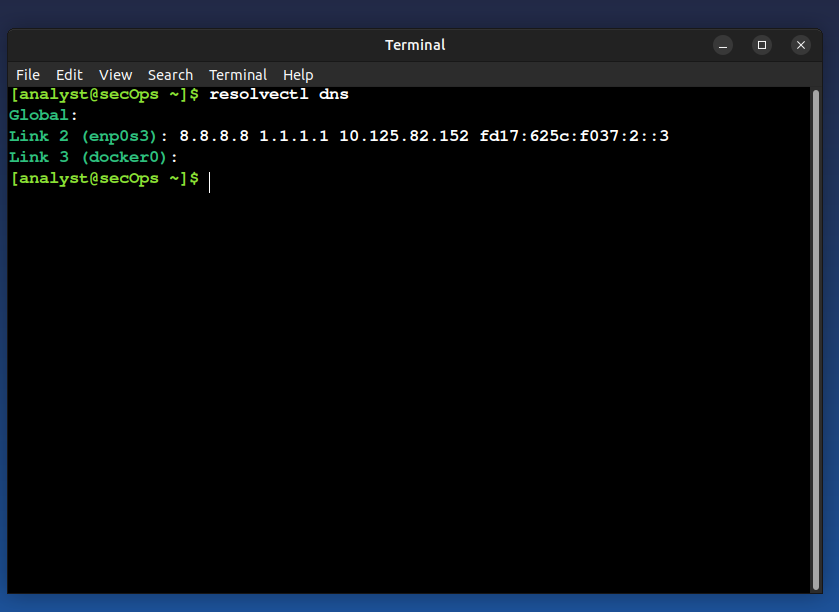 Terminal
File Edit View Search Terminal Help
[analyst@secOps ~]$ resolvectl dns
Global:
Link 2 (enp0s3): 8.8.8.8 1.1.1.1 10.125.82.152 fd17:625c:f037:2::3
Link 3 (docker0):
[analyst@secOps ~]$